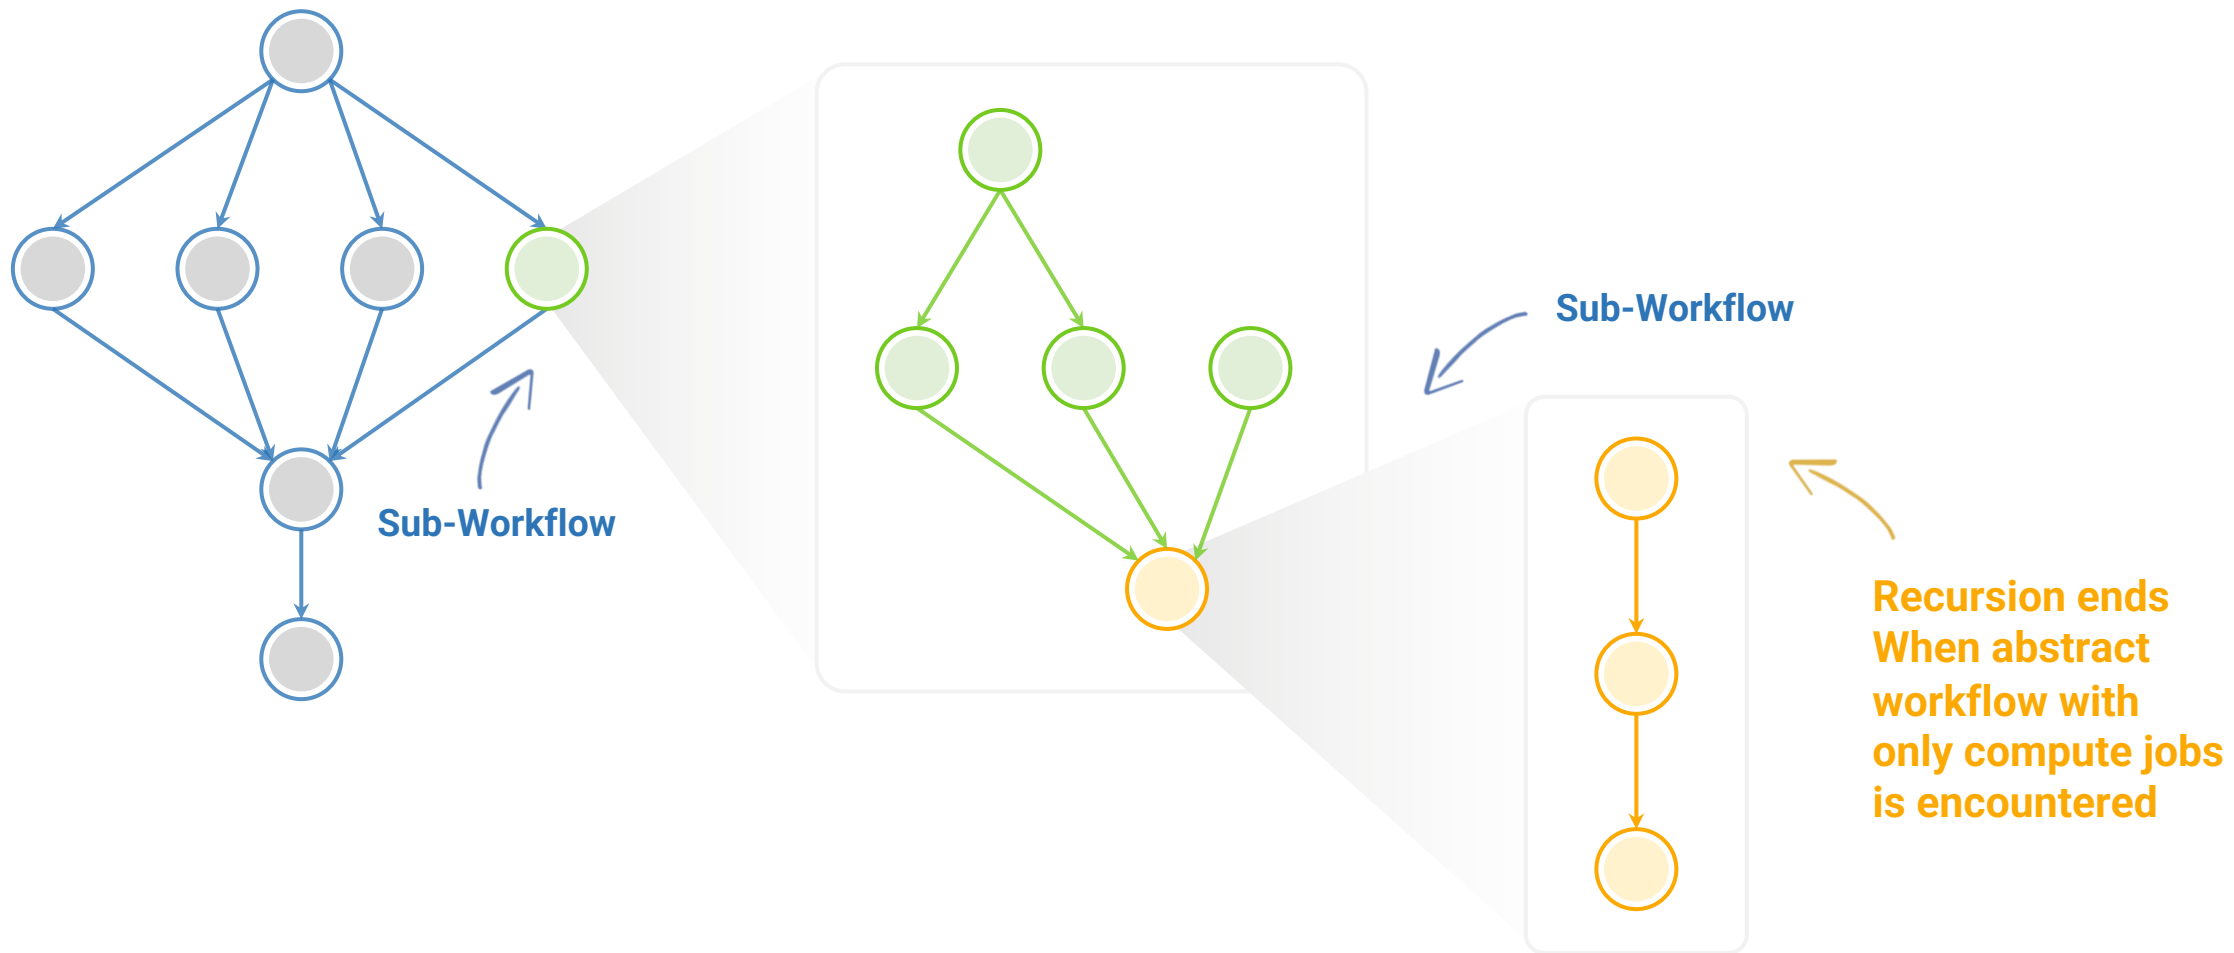 Sub-Workflow
Sub-Workflow
Recursion ends
When abstract
workflow with
only compute jobs
is encountered